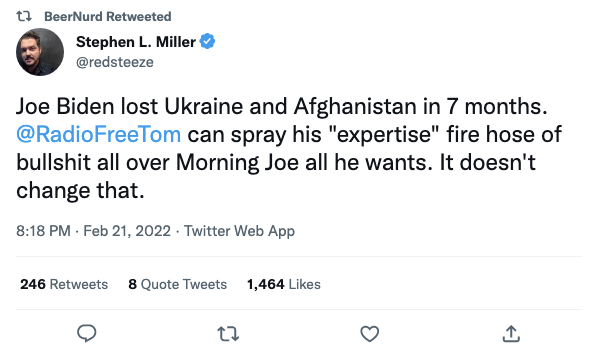 BeerNurd Retweeted
Stephen L. Miller
@redsteeze
Joe Biden lost Ukraine and Afghanistan in 7 months.
@RadioFreeTom can spray his "expertise" fire hose of
bullshit all over Morning Joe all he wants. It doesn't
change that.
8:18 PM · Feb 21, 2022 · Twitter Web App
246 Retweets 8 Quote Tweets 1,464 Likes